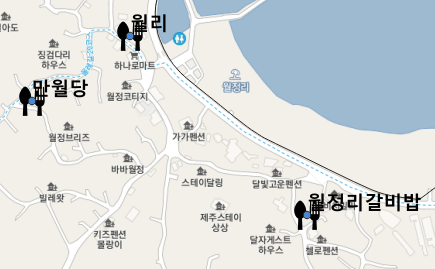 월리
징검다리
하우스
하나로마트
만월당
월정코티지
월정리
월정브리즈
가가펜션
바바월정
스테이달링
달빛고운펜션
빌레왓
월정리갈비밥
제주스테이
상상
키즈펜션
몰랑이
달자게스트
하우스
첼로펜션